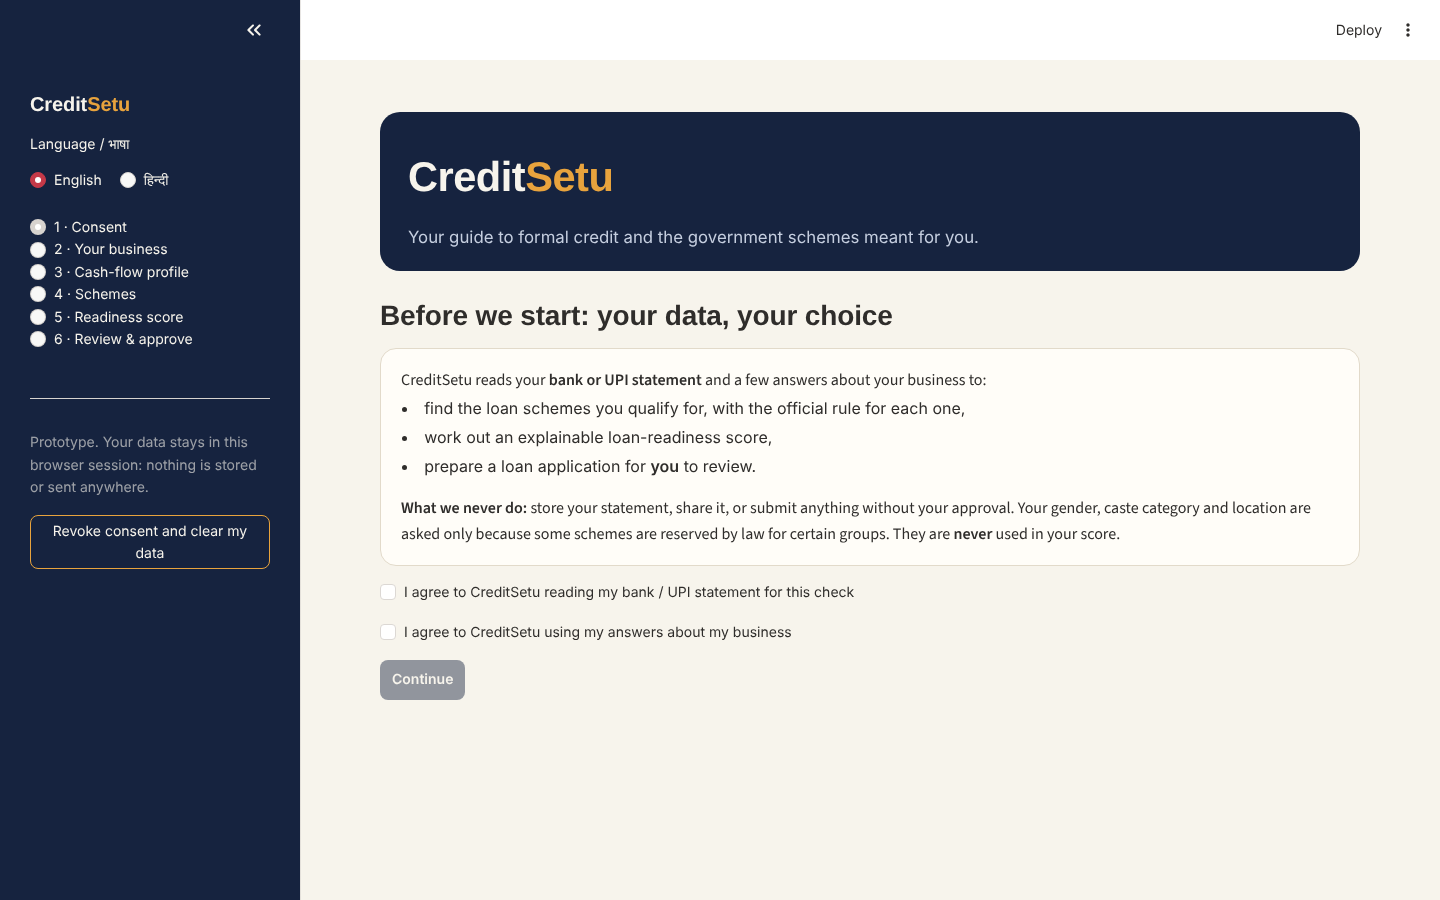 Deploy
CreditSetu
Language / भाषा
English
हिन्दी
1 · Consent
2 · Your business
3 · Cash-flow profile
4 · Schemes
5 · Readiness score
6 · Review & approve
Prototype. Your data stays in this
browser session: nothing is stored
or sent anywhere.
Revoke consent and clear my
data
CreditSetu
Your guide to formal credit and the government schemes meant for you.
Before we start: your data, your choice
CreditSetu reads your bank or UPI statement and a few answers about your business to:
• find the loan schemes you qualify for, with the official rule for each one,
• work out an explainable loan-readiness score,
• prepare a loan application for you to review.
What we never do: store your statement, share it, or submit anything without your approval. Your gender, caste category and location are
asked only because some schemes are reserved by law for certain groups. They are never used in your score.
I agree to CreditSetu reading my bank / UPI statement for this check
I agree to CreditSetu using my answers about my business
Continue